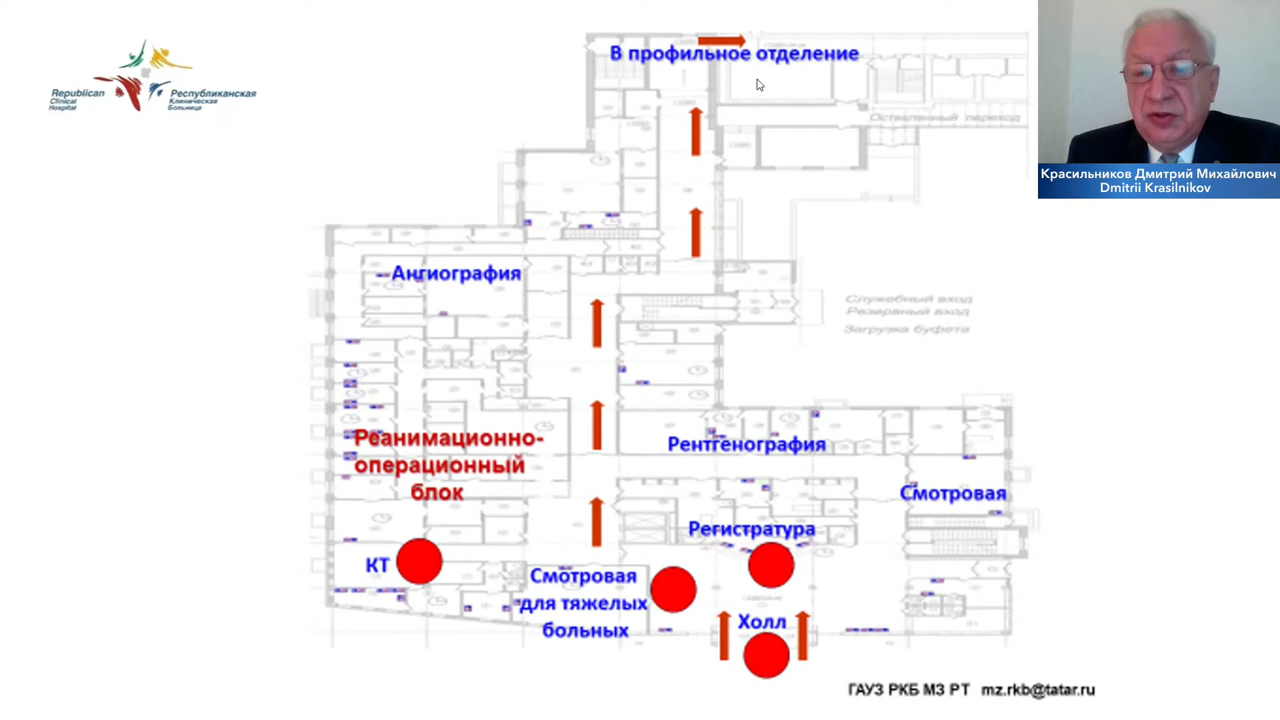 Republican
Clinical
Hospital
Республиканская
Клиническая
Больница
В профильное отделение
Остекленный переход
Красильников Дмитрий Михайлович
Dmitrii Krasilnikov
Ангиография
Служебный вход
Резервный вход
Загрузка буфета
Реанимационно-
операционный
блок
Рентгенография
Смотровая
Регистратура
КТ
Смотровая
для тяжелых
больных
Холл
ГАУЗ РКБ МЗ РТ mz.rkb@tatar.ru